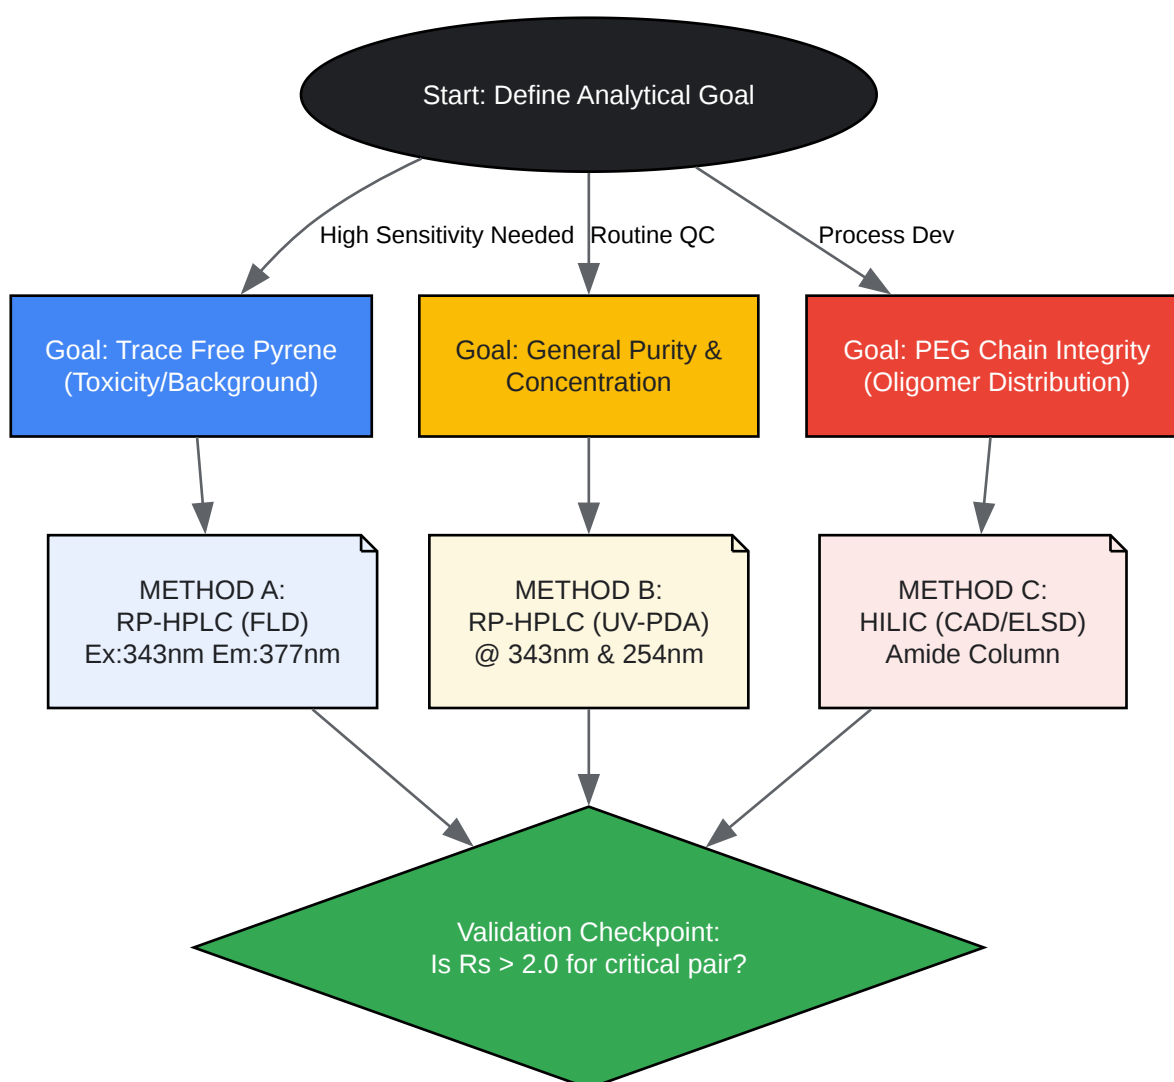 Start: Define Analytical Goal
High Sensitivity Needed
Routine QC
Process Dev
Goal: Trace Free Pyrene
(Toxicity/Background)
Goal: General Purity &
Concentration
Goal: PEG Chain Integrity
(Oligomer Distribution)
METHOD A:
RP-HPLC (FLD)
Ex:343nm Em:377nm
METHOD B:
RP-HPLC (UV-PDA)
@ 343nm & 254nm
METHOD C:
HILIC (CAD/ELSD)
Amide Column
Validation Checkpoint:
Is Rs > 2.0 for critical pair?